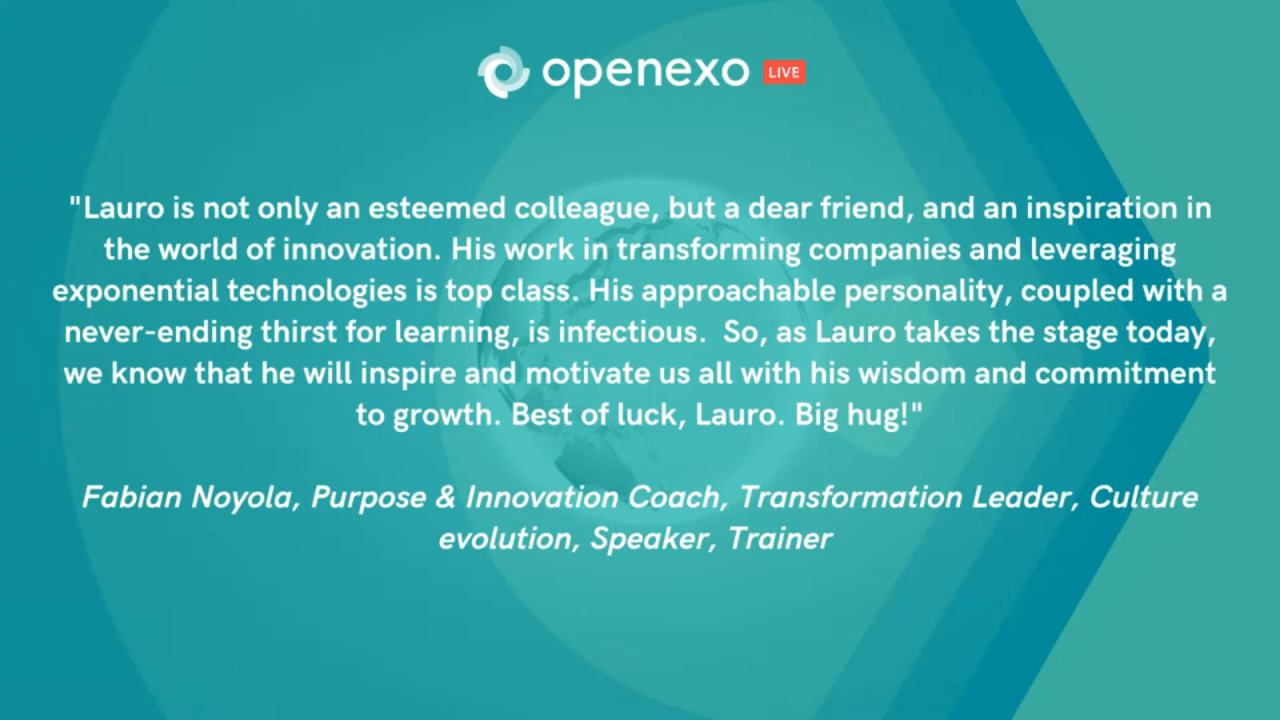 openexo LIVE
"Lauro is not only an esteemed colleague, but a dear friend, and an inspiration in
the world of innovation. His work in transforming companies and leveraging
exponential technologies is top class. His approachable personality, coupled with a
never-ending thirst for learning, is infectious.  So, as Lauro takes the stage today,
we know that he will inspire and motivate us all with his wisdom and commitment
to growth. Best of luck, Lauro. Big hug!"
Fabian Noyola, Purpose & Innovation Coach, Transformation Leader, Culture
evolution, Speaker, Trainer